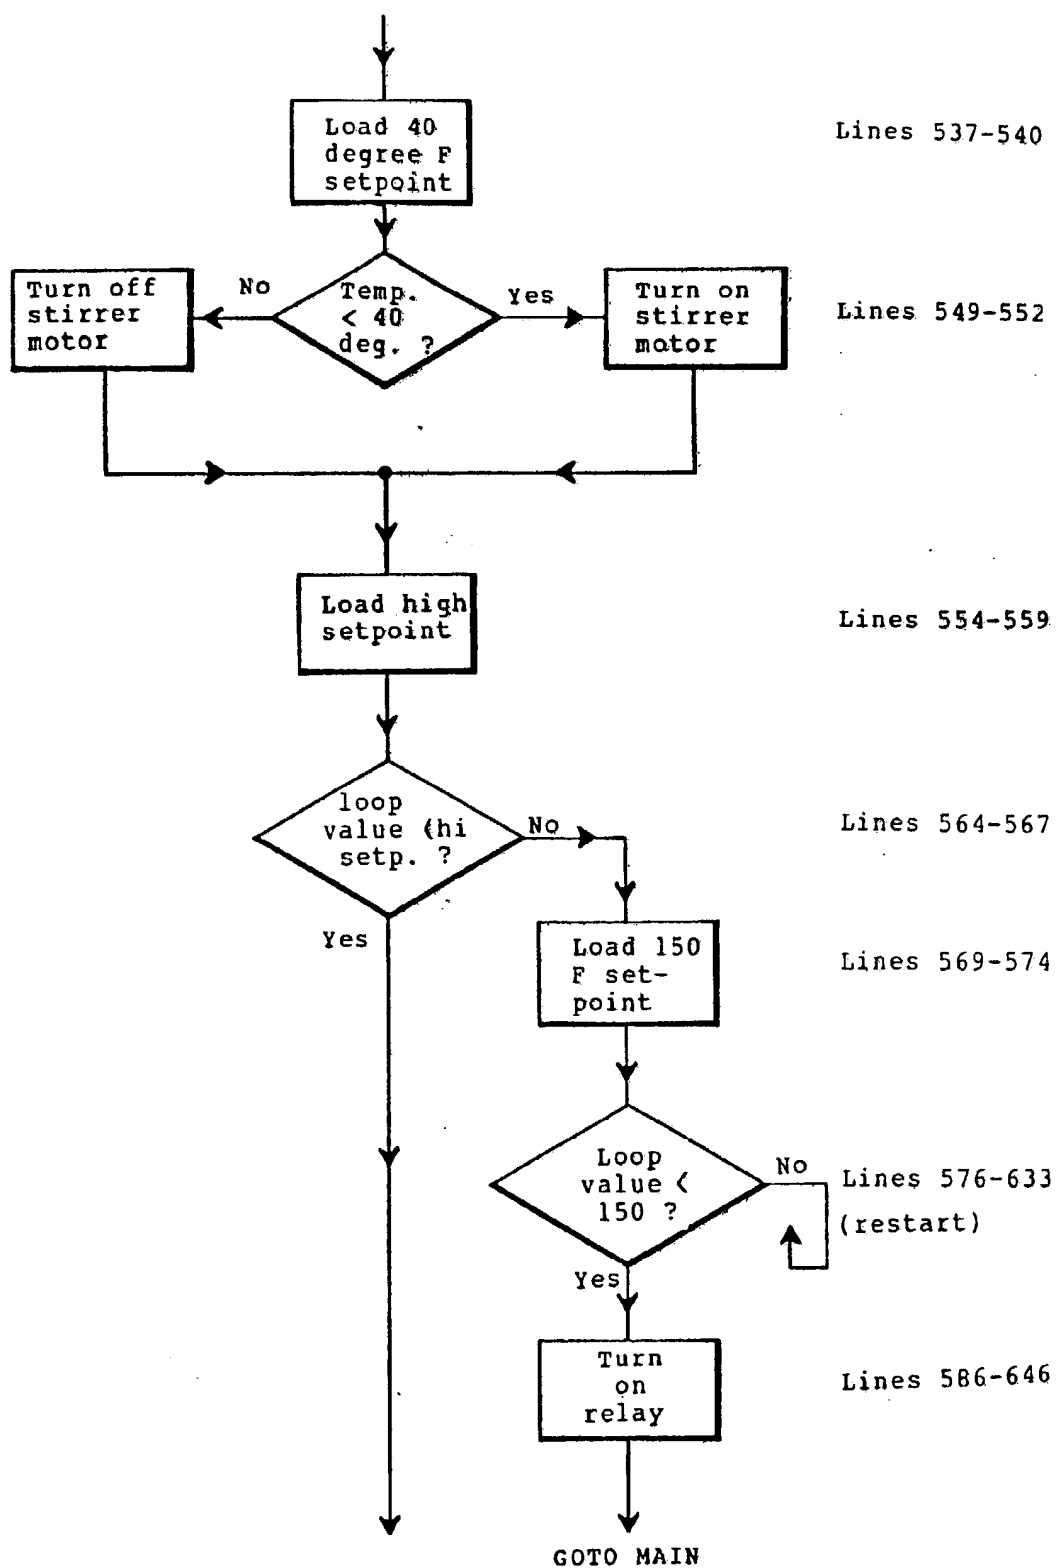 Load 40
degree F
setpoint
Lines 537-540
Turn off
stirrer
motor
No
Temp.
< 40
deg. ?
Yes
Turn on
stirrer
motor
Lines 549-552
Load high
setpoint
Lines 554-559
loop
value (hi
setp. ?
No
Lines 564-567
Yes
Load 150
F set-
point
Lines 569-574
Loop
value <
150 ?
No
Lines 576-633
(restart)
Yes
Turn
on
relay
Lines 586-646
GOTO MAIN